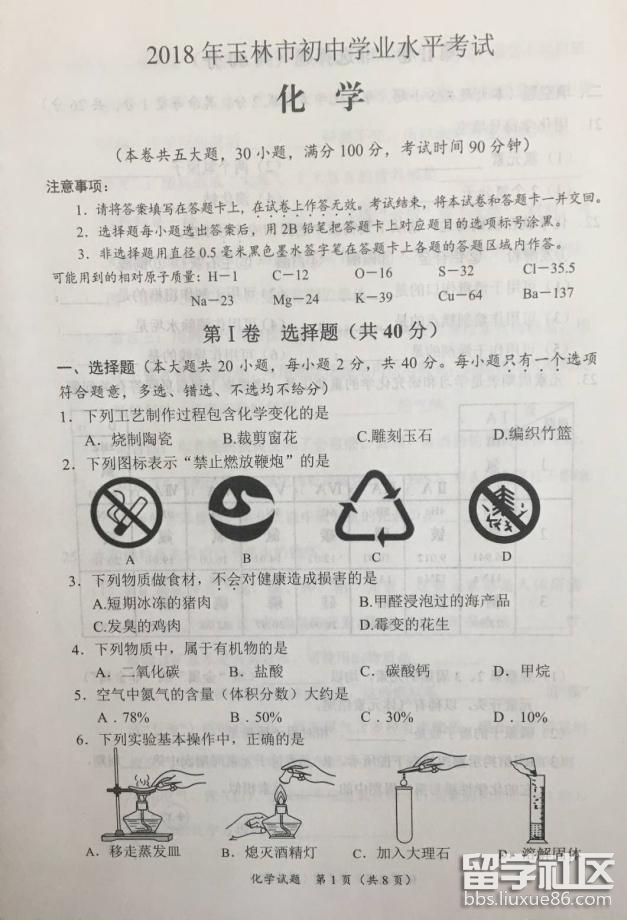 2018 年玉林市初中学业水平考试
化 学
(本卷共五大题，30 小题，满分 100 分，考试时间 90 分钟)
注意事项：
1．请将答案填写在答题卡上，在试卷上作答无效。考试结束，将本试卷和答题卡一并交回。
2．选择题每小题选出答案后，用 2B 铅笔把答题卡上对应题目的选项标号涂黑。
3．非选择题用直径 0.5 毫米黑色墨水签字笔在答题卡上各题的答题区域内作答。
可能用到的相对原子质量：H－1 C－12 O－16 S－32 Cl－35.5
Na－23 Mg－24 K－39 Cu－64 Ba－137
第 I 卷 选择题（共 40 分）
一、选择题（本大题共 20 小题，每小题 2 分，共 40 分。每小题只有一个选项
符合题意，多选、错选、不选均不给分）
1．下列工艺制作过程包含化学变化的是
A．烧制陶瓷 B.裁剪窗花 C.雕刻玉石 D.编织竹篮
2．下列图标表示“禁止燃放鞭炮”的是
A B C D
3．下列物质做食材，不会对健康造成损害的是
A.短期冰冻的猪肉 B.甲醛浸泡过的海产品
C.发臭的鸡肉 D.霉变的花生
4．下列物质中，属于有机物的是
A．二氧化碳 B．盐酸 C．碳酸钙 D．甲烷
5．空气中氮气的含量（体积分数）大约是
A．78% B．50% C．30% D．10%
6．下列实验基本操作中，正确的是
A．移走蒸发皿 B．熄灭酒精灯 C．加入大理石 D．溶解固体
化学试题 第 1 页（共 8 页）
留学社区
bbs.liuxue86.com